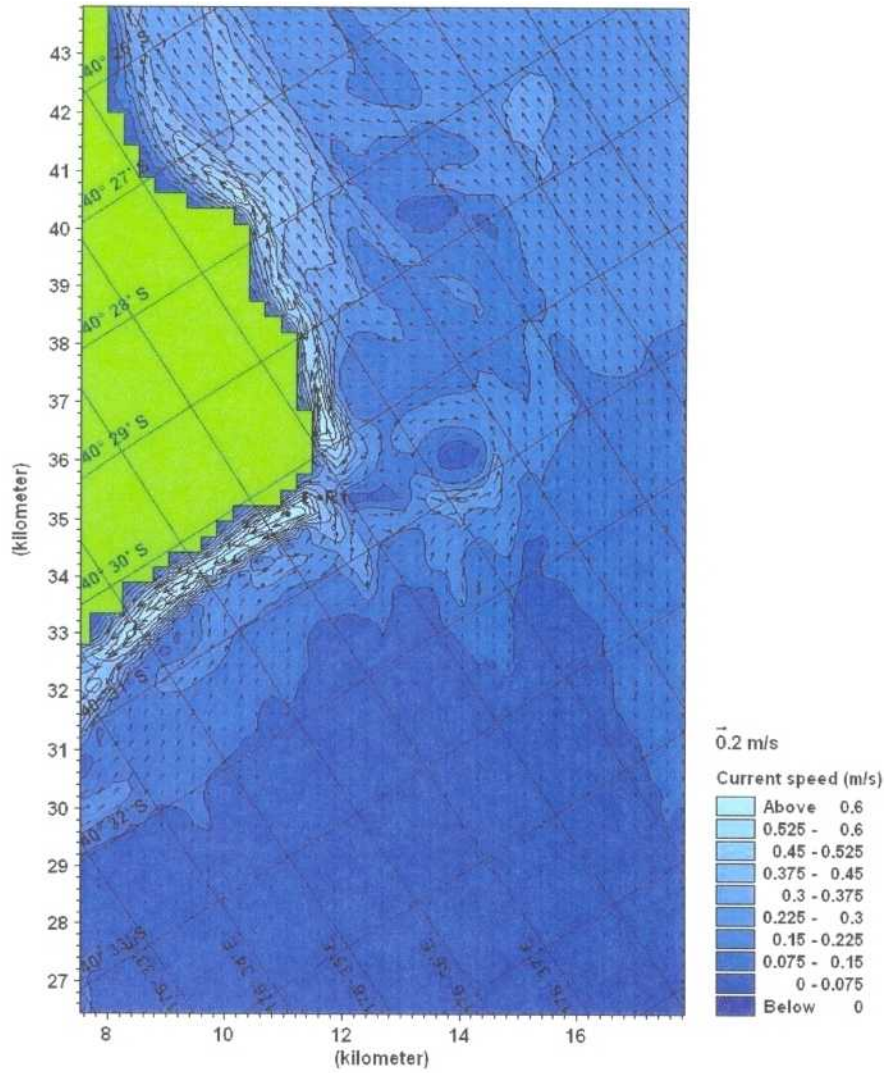 43
42
41
40
39
38
37
36
35
34
33
32
31
30
29
28
27
(kilometer)
40° 27' S
40° 28' S
40° 29' S
40° 30' S
40° 31' S
40° 32' S
40° 33' S
176 34' E
8 10 12 14 16
(kilometer)
0.2 m/s
Current speed (m/s)
Above 0.6
0.525 - 0.6
0.45 - 0.525
0.375 - 0.45
0.3 - 0.375
0.225 - 0.3
0.15 - 0.225
0.075 - 0.15
0 - 0.075
Below 0